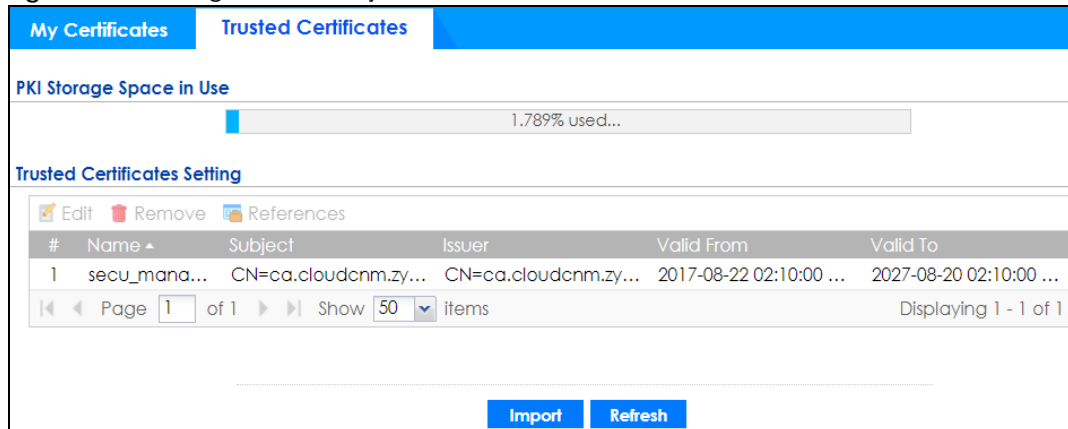 My Certificates Trusted Certificates
PKI Storage Space in Use
1.789% used...
Trusted Certificates Setting
Edit Remove References
# Name Subject Issuer Valid From Valid To
1 secu_mana... CN=ca.cloudcnm.zy... CN=ca.cloudcnm.zy... 2017-08-22 02:10:00 ... 2027-08-20 02:10:00 ...
Page 1 of 1 Show 50 items Displaying 1 - 1 of 1
Import Refresh